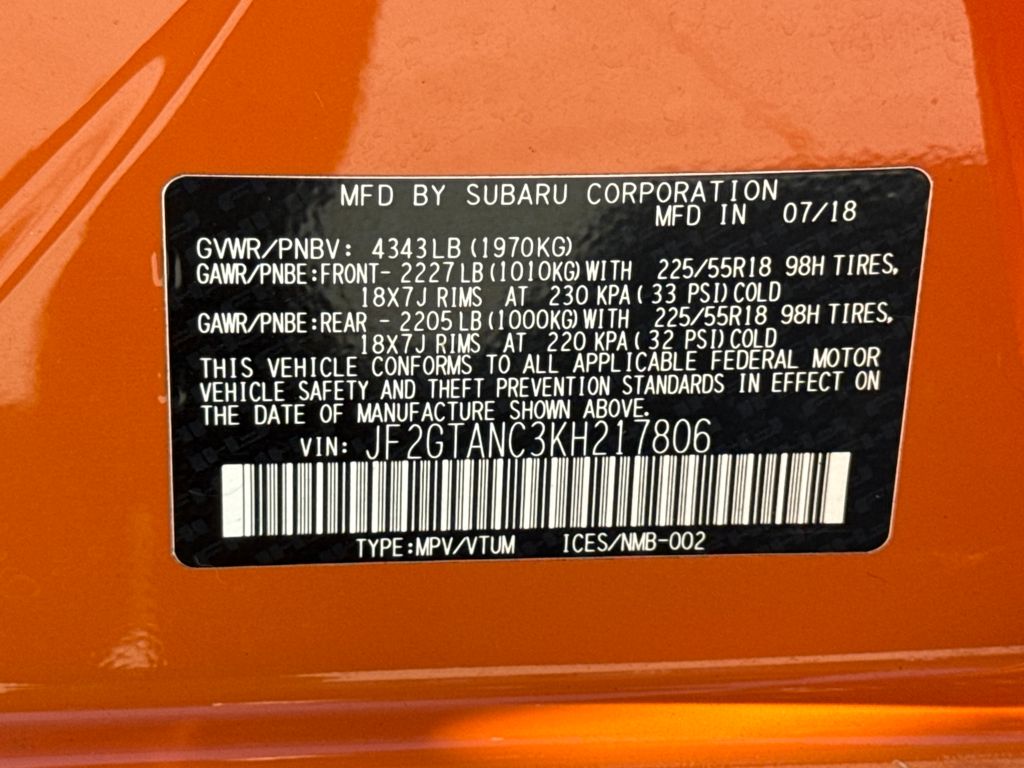 MFD BY SUBARU CORPORATION
MFD IN 07/18
GVWR/PNBV: 4343LB (1970KG)
GAWR/PNBE:FRONT- 2227 LB (1010KG) WITH 225/55R18 98H TIRES,
18X7J RIMS AT 230 KPA ( 33 PSI) COLD
GAWR/PNBE:REAR - 2205 LB (1000KG) WITH 225/55R18 98H TIRES,
18X7J RIMS AT 220 KPA ( 32 PSI) COLD
THIS VEHICLE CONFORMS TO ALL APPLICABLE FEDERAL MOTOR
VEHICLE SAFETY AND THEFT PREVENTION STANDARDS IN EFFECT ON
THE DATE OF MANUFACTURE SHOWN ABOVE.
VIN: JF2GTANC3KH217806
TYPE:MPV/VTUM ICES/NMB-002